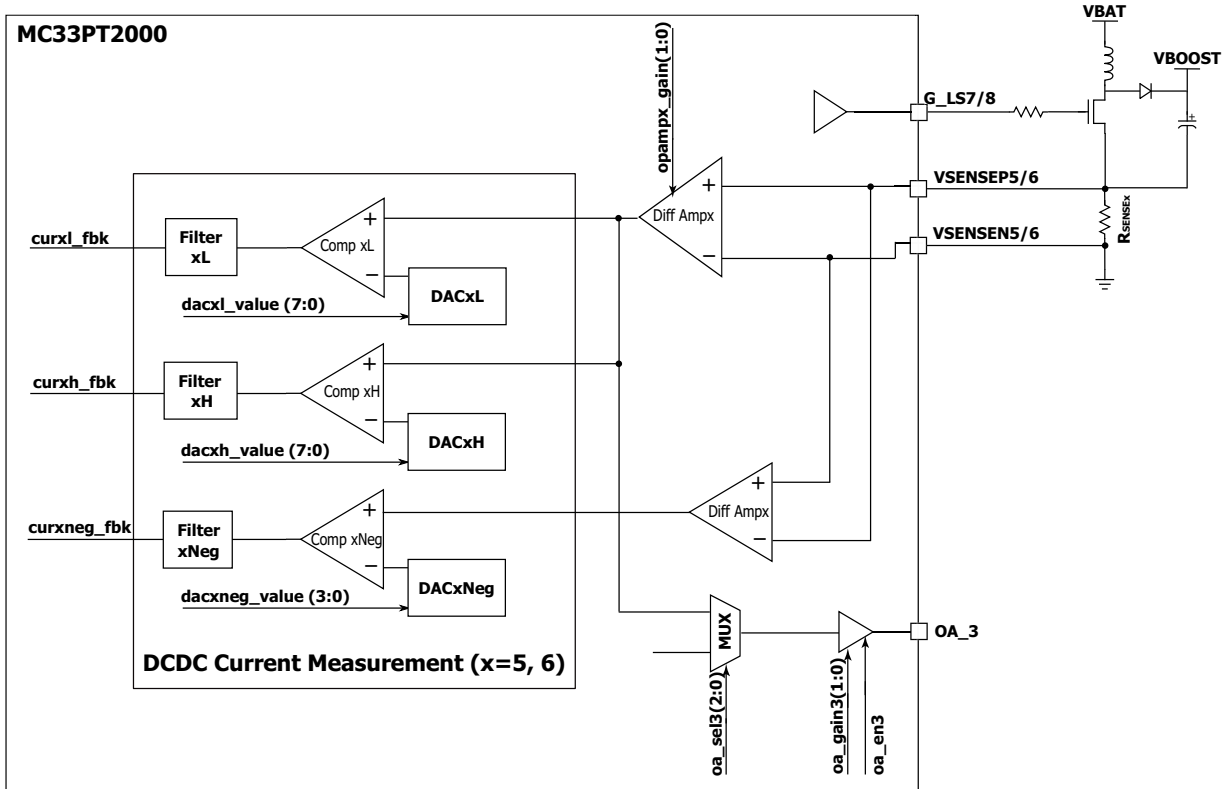 MC33PT2000
VBAT
VBOOST
opampx_gain(1:0)
G_LS7/8
VSENSEP5/6
VSENSEN5/6
RSENSEx
+
Diff Ampx
−
curxl_fbk
Filter
xL
+
Comp xL
−
DACxL
dacxl_value (7:0)
curxh_fbk
Filter
xH
+
Comp xH
−
DACxH
dacxh_value (7:0)
+
Diff Ampx
−
curxneg_fbk
Filter
xNeg
+
Comp xNeg
−
DACxNeg
dacxneg_value (3:0)
DCDC Current Measurement (x=5, 6)
MUX
OA_3
oa_sel3(2:0)
oa_gain3(1:0)
oa_en3
+